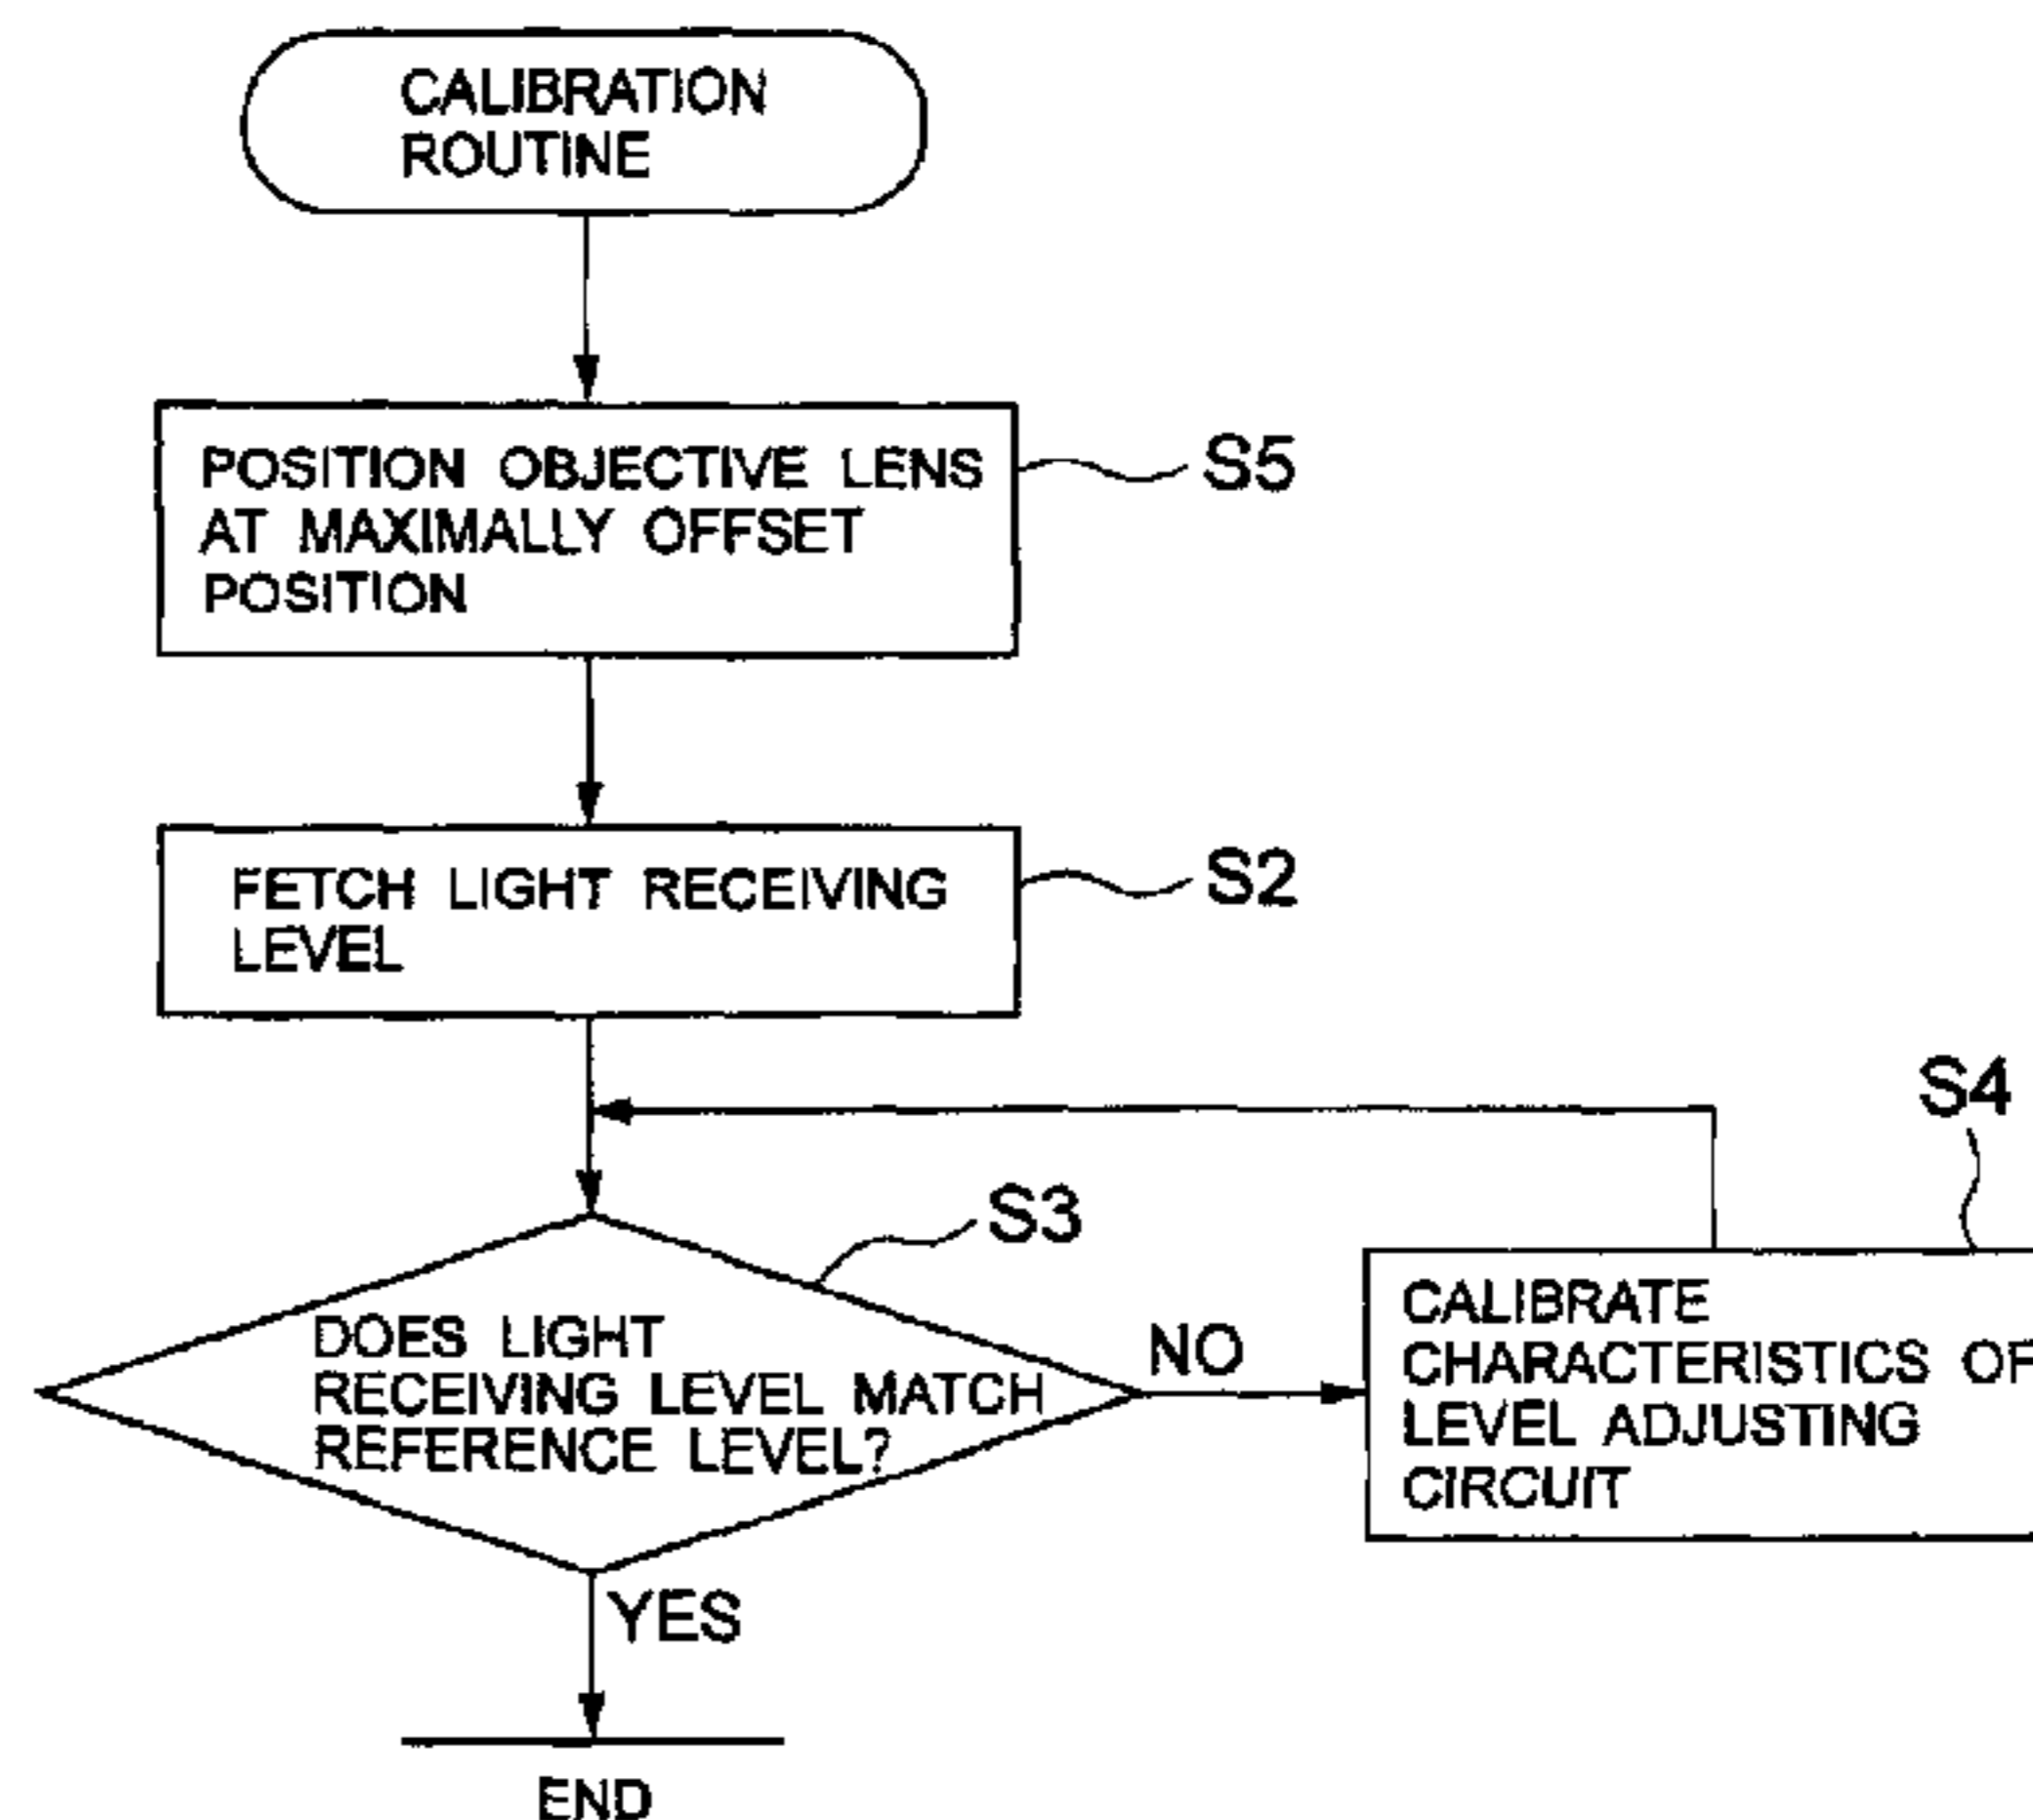 CALIBRATION
ROUTINE
POSITION OBJECTIVE LENS
AT MAXIMALLY OFFSET
POSITION
S5
FETCH LIGHT RECEIVING
LEVEL
S2
S4
S3
DOES LIGHT
RECEIVING LEVEL MATCH
REFERENCE LEVEL?
NO
CALIBRATE
CHARACTERISTICS OF
LEVEL ADJUSTING
CIRCUIT
YES
END